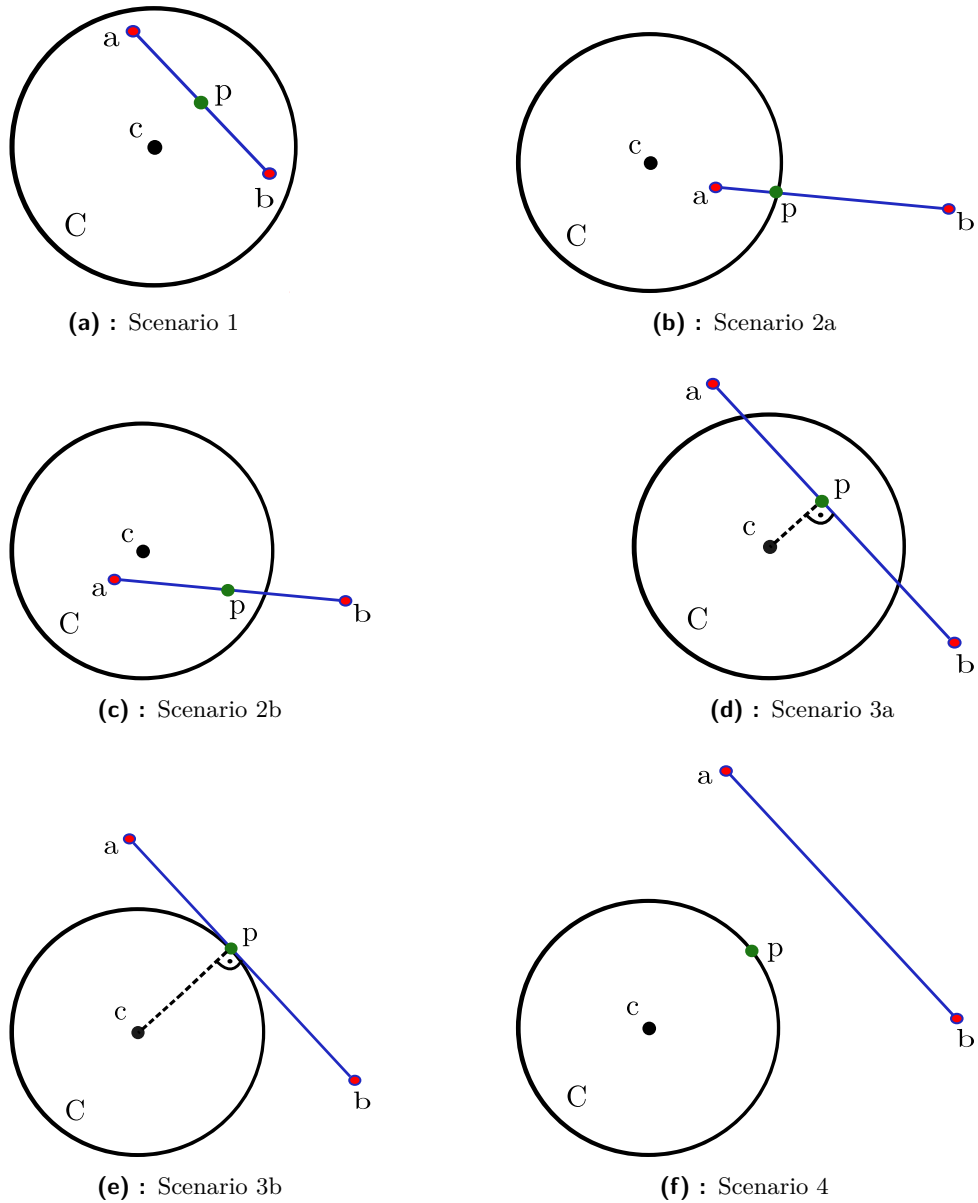 a
p
c
b
C
(a) : Scenario 1
c
a
p
b
C
(b) : Scenario 2a
c
a
p
b
C
(c) : Scenario 2b
a
p
c
C
b
(d) : Scenario 3a
a
p
c
b
C
(e) : Scenario 3b
a
p
c
b
C
(f) : Scenario 4